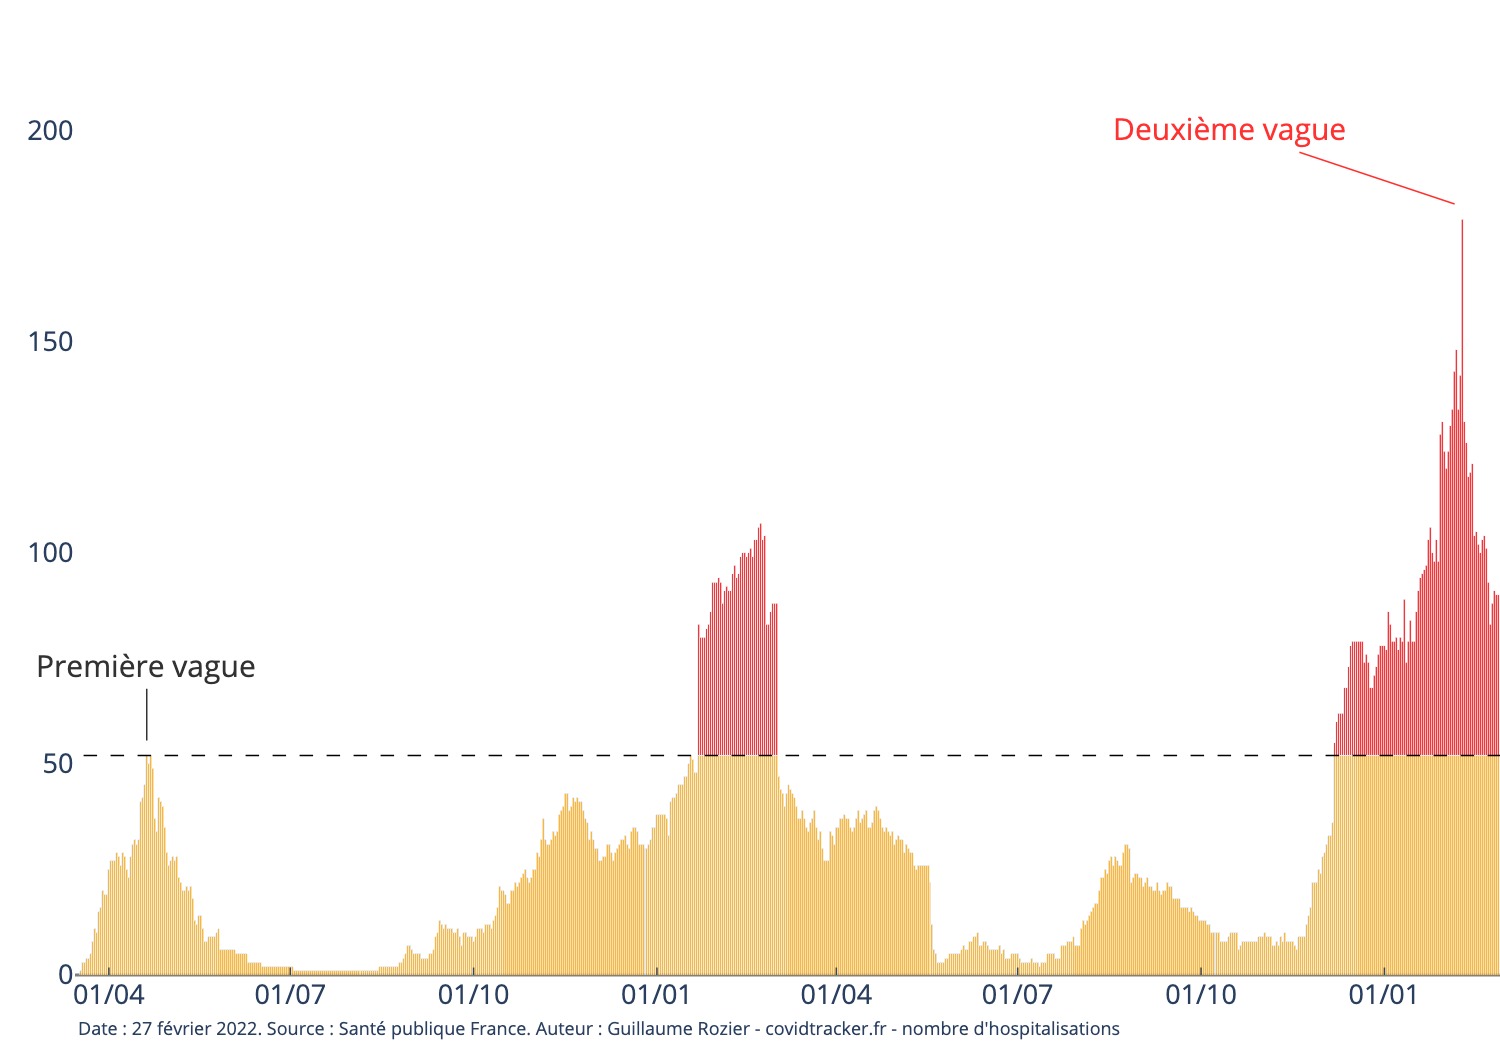 200
Deuxième vague
150
100
Première vague
50
0
01/04 01/07 01/10 01/01 01/04 01/07 01/10 01/01
Date : 27 février 2022. Source : Santé publique France. Auteur : Guillaume Rozier - covidtracker.fr - nombre d'hospitalisations